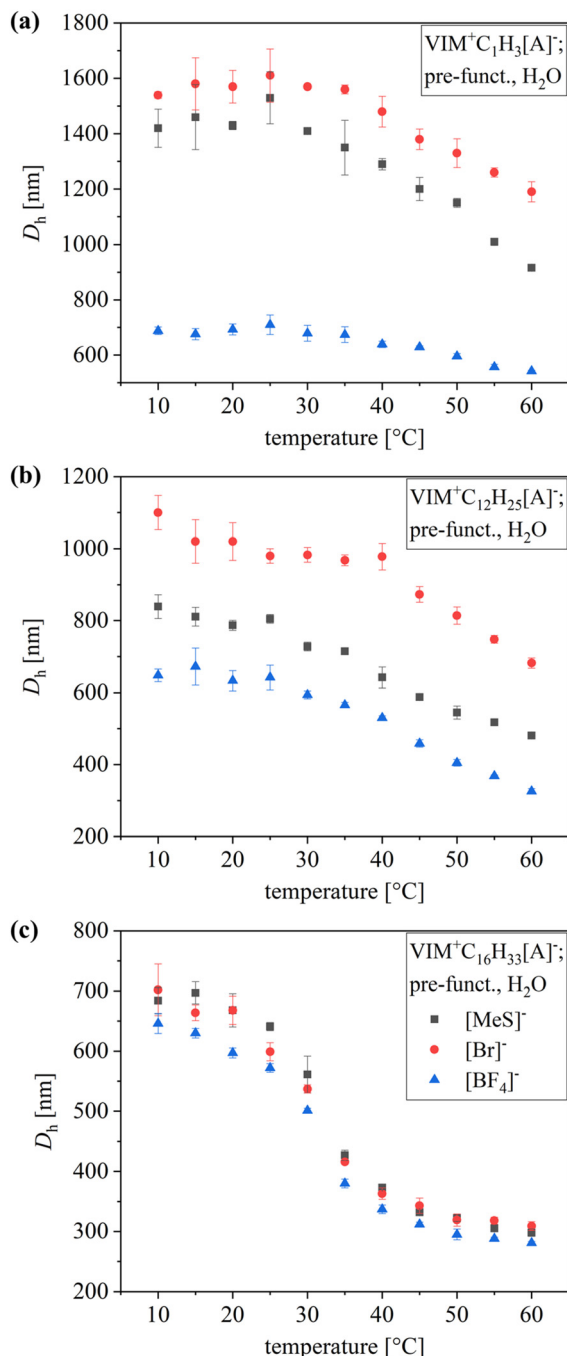 (a)
VIM⁺C₁H₃[A]⁻;
pre-funct., H₂O
1800
1600
1400
1200
1000
800
600
D_h [nm]
10 20 30 40 50 60
temperature [°C]
(b)
VIM⁺C₁₂H₂₅[A]⁻;
pre-funct., H₂O
1200
1000
800
600
400
200
D_h [nm]
10 20 30 40 50 60
temperature [°C]
(c)
VIM⁺C₁₆H₃₃[A]⁻;
pre-funct., H₂O
[MeS]⁻
[Br]⁻
[BF₄]⁻
800
700
600
500
400
300
200
D_h [nm]
10 20 30 40 50 60
temperature [°C]